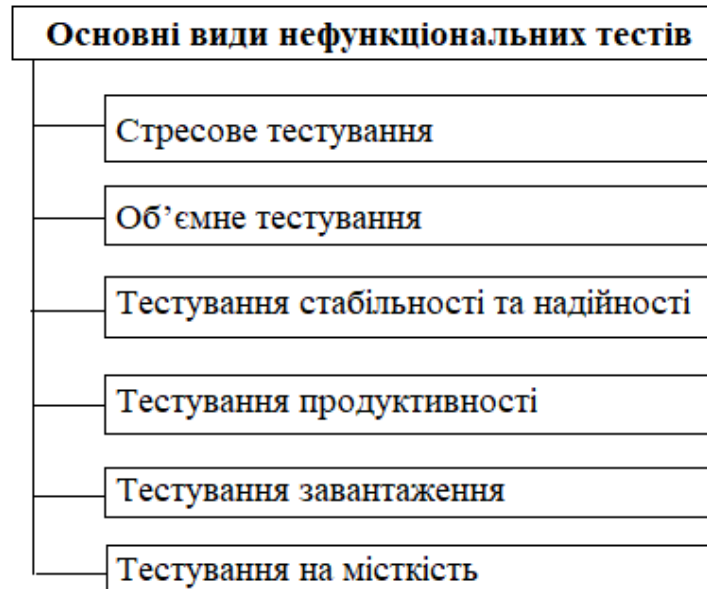 Основні види нефункціональних тестів
Стресове тестування
Об’ємне тестування
Тестування стабільності та надійності
Тестування продуктивності
Тестування завантаження
Тестування на місткість